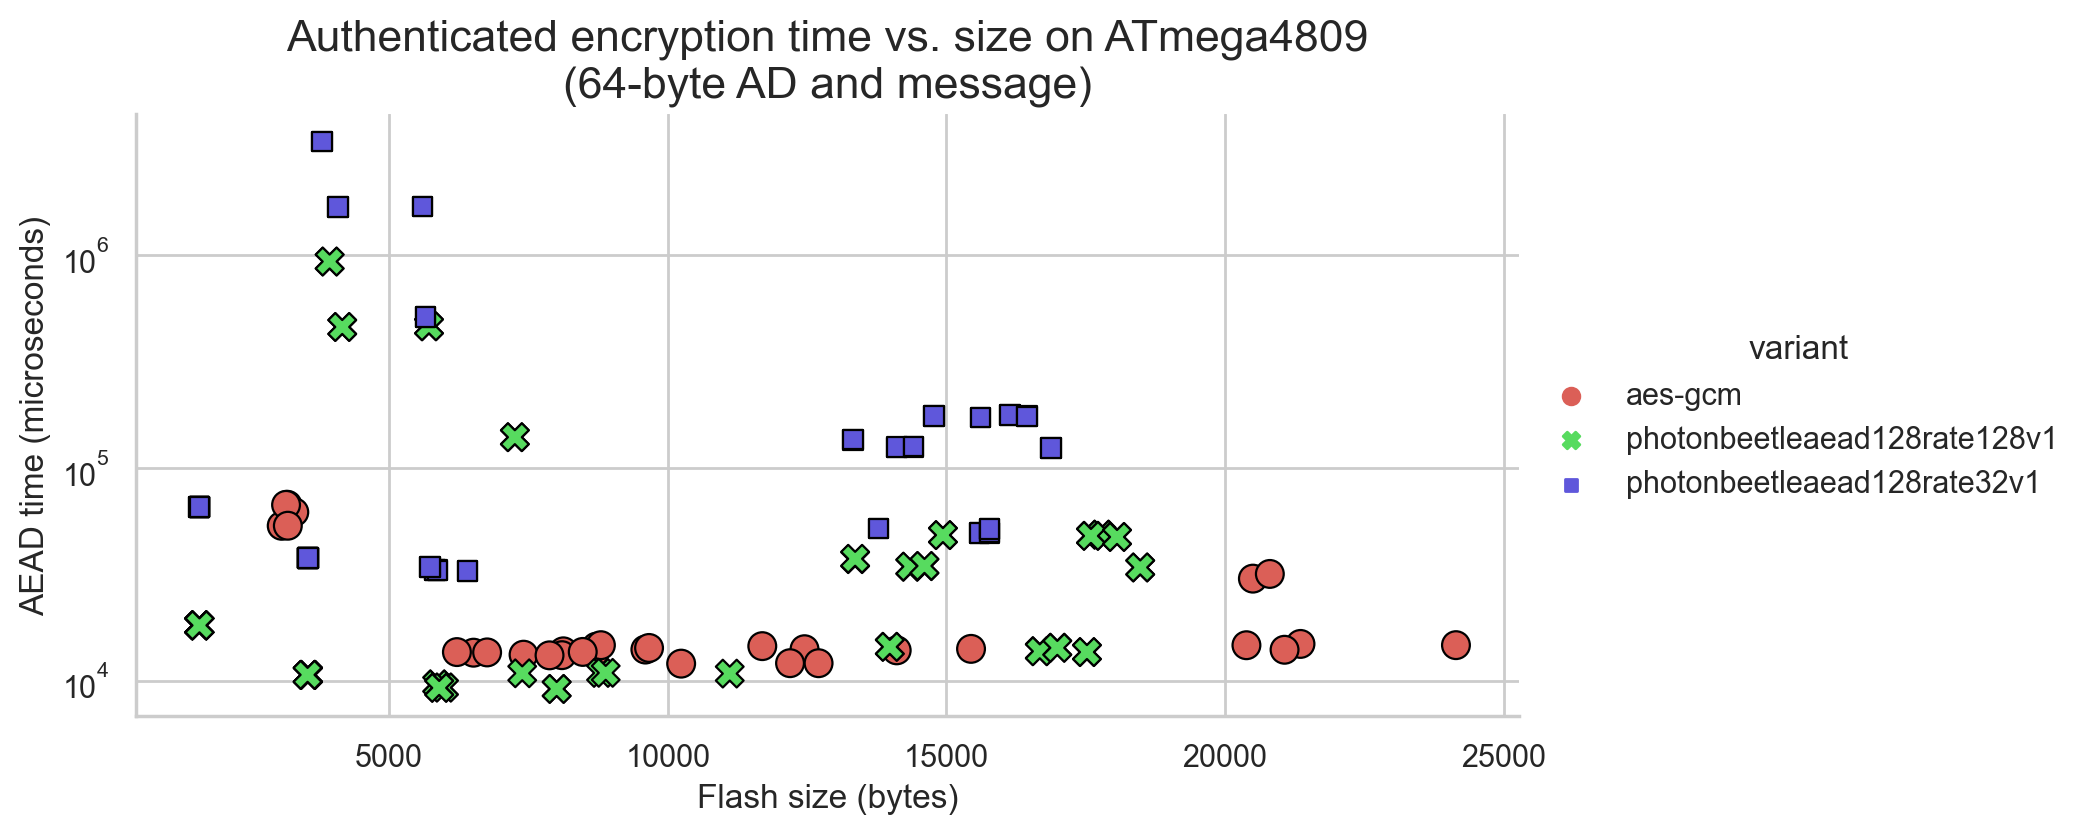 Authenticated encryption time vs. size on ATmega4809
(64-byte AD and message)
AEAD time (microseconds)
10^6
10^5
10^4
5000
10000
15000
20000
25000
Flash size (bytes)
variant
aes-gcm
photonbeetleaead128rate128v1
photonbeetleaead128rate32v1